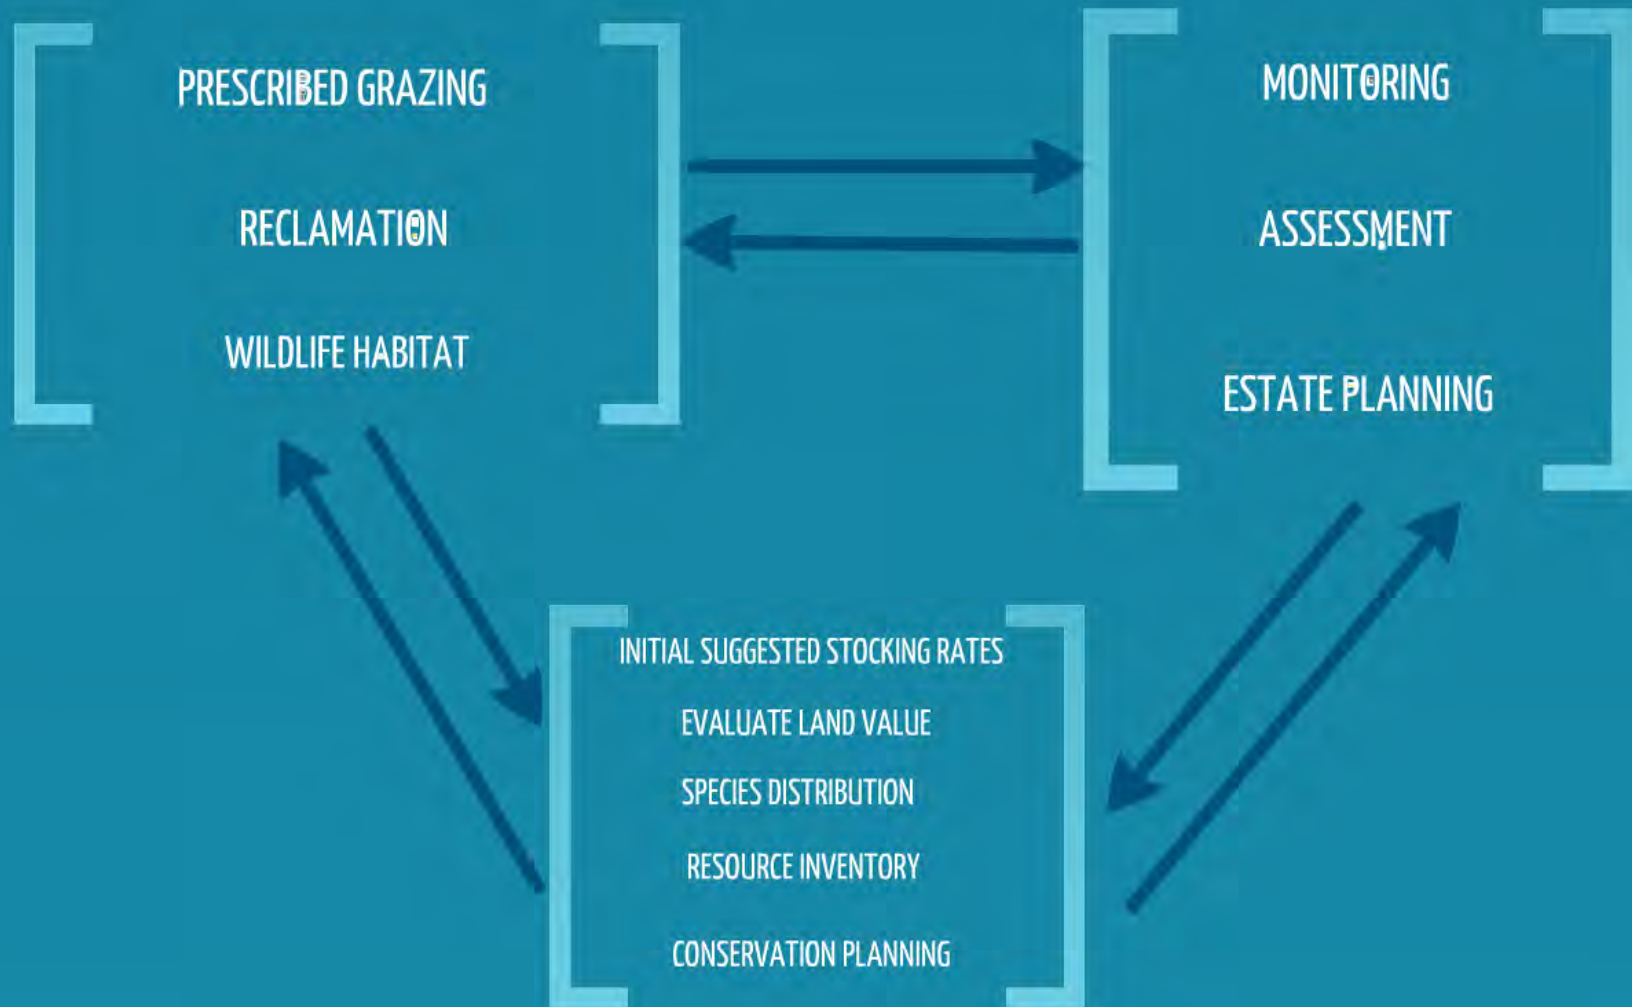 PRESCRIBED GRAZING
RECLAMATION
WILDLIFE HABITAT
MONITORING
ASSESSMENT
ESTATE PLANNING
INITIAL SUGGESTED STOCKING RATES
EVALUATE LAND VALUE
SPECIES DISTRIBUTION
RESOURCE INVENTORY
CONSERVATION PLANNING